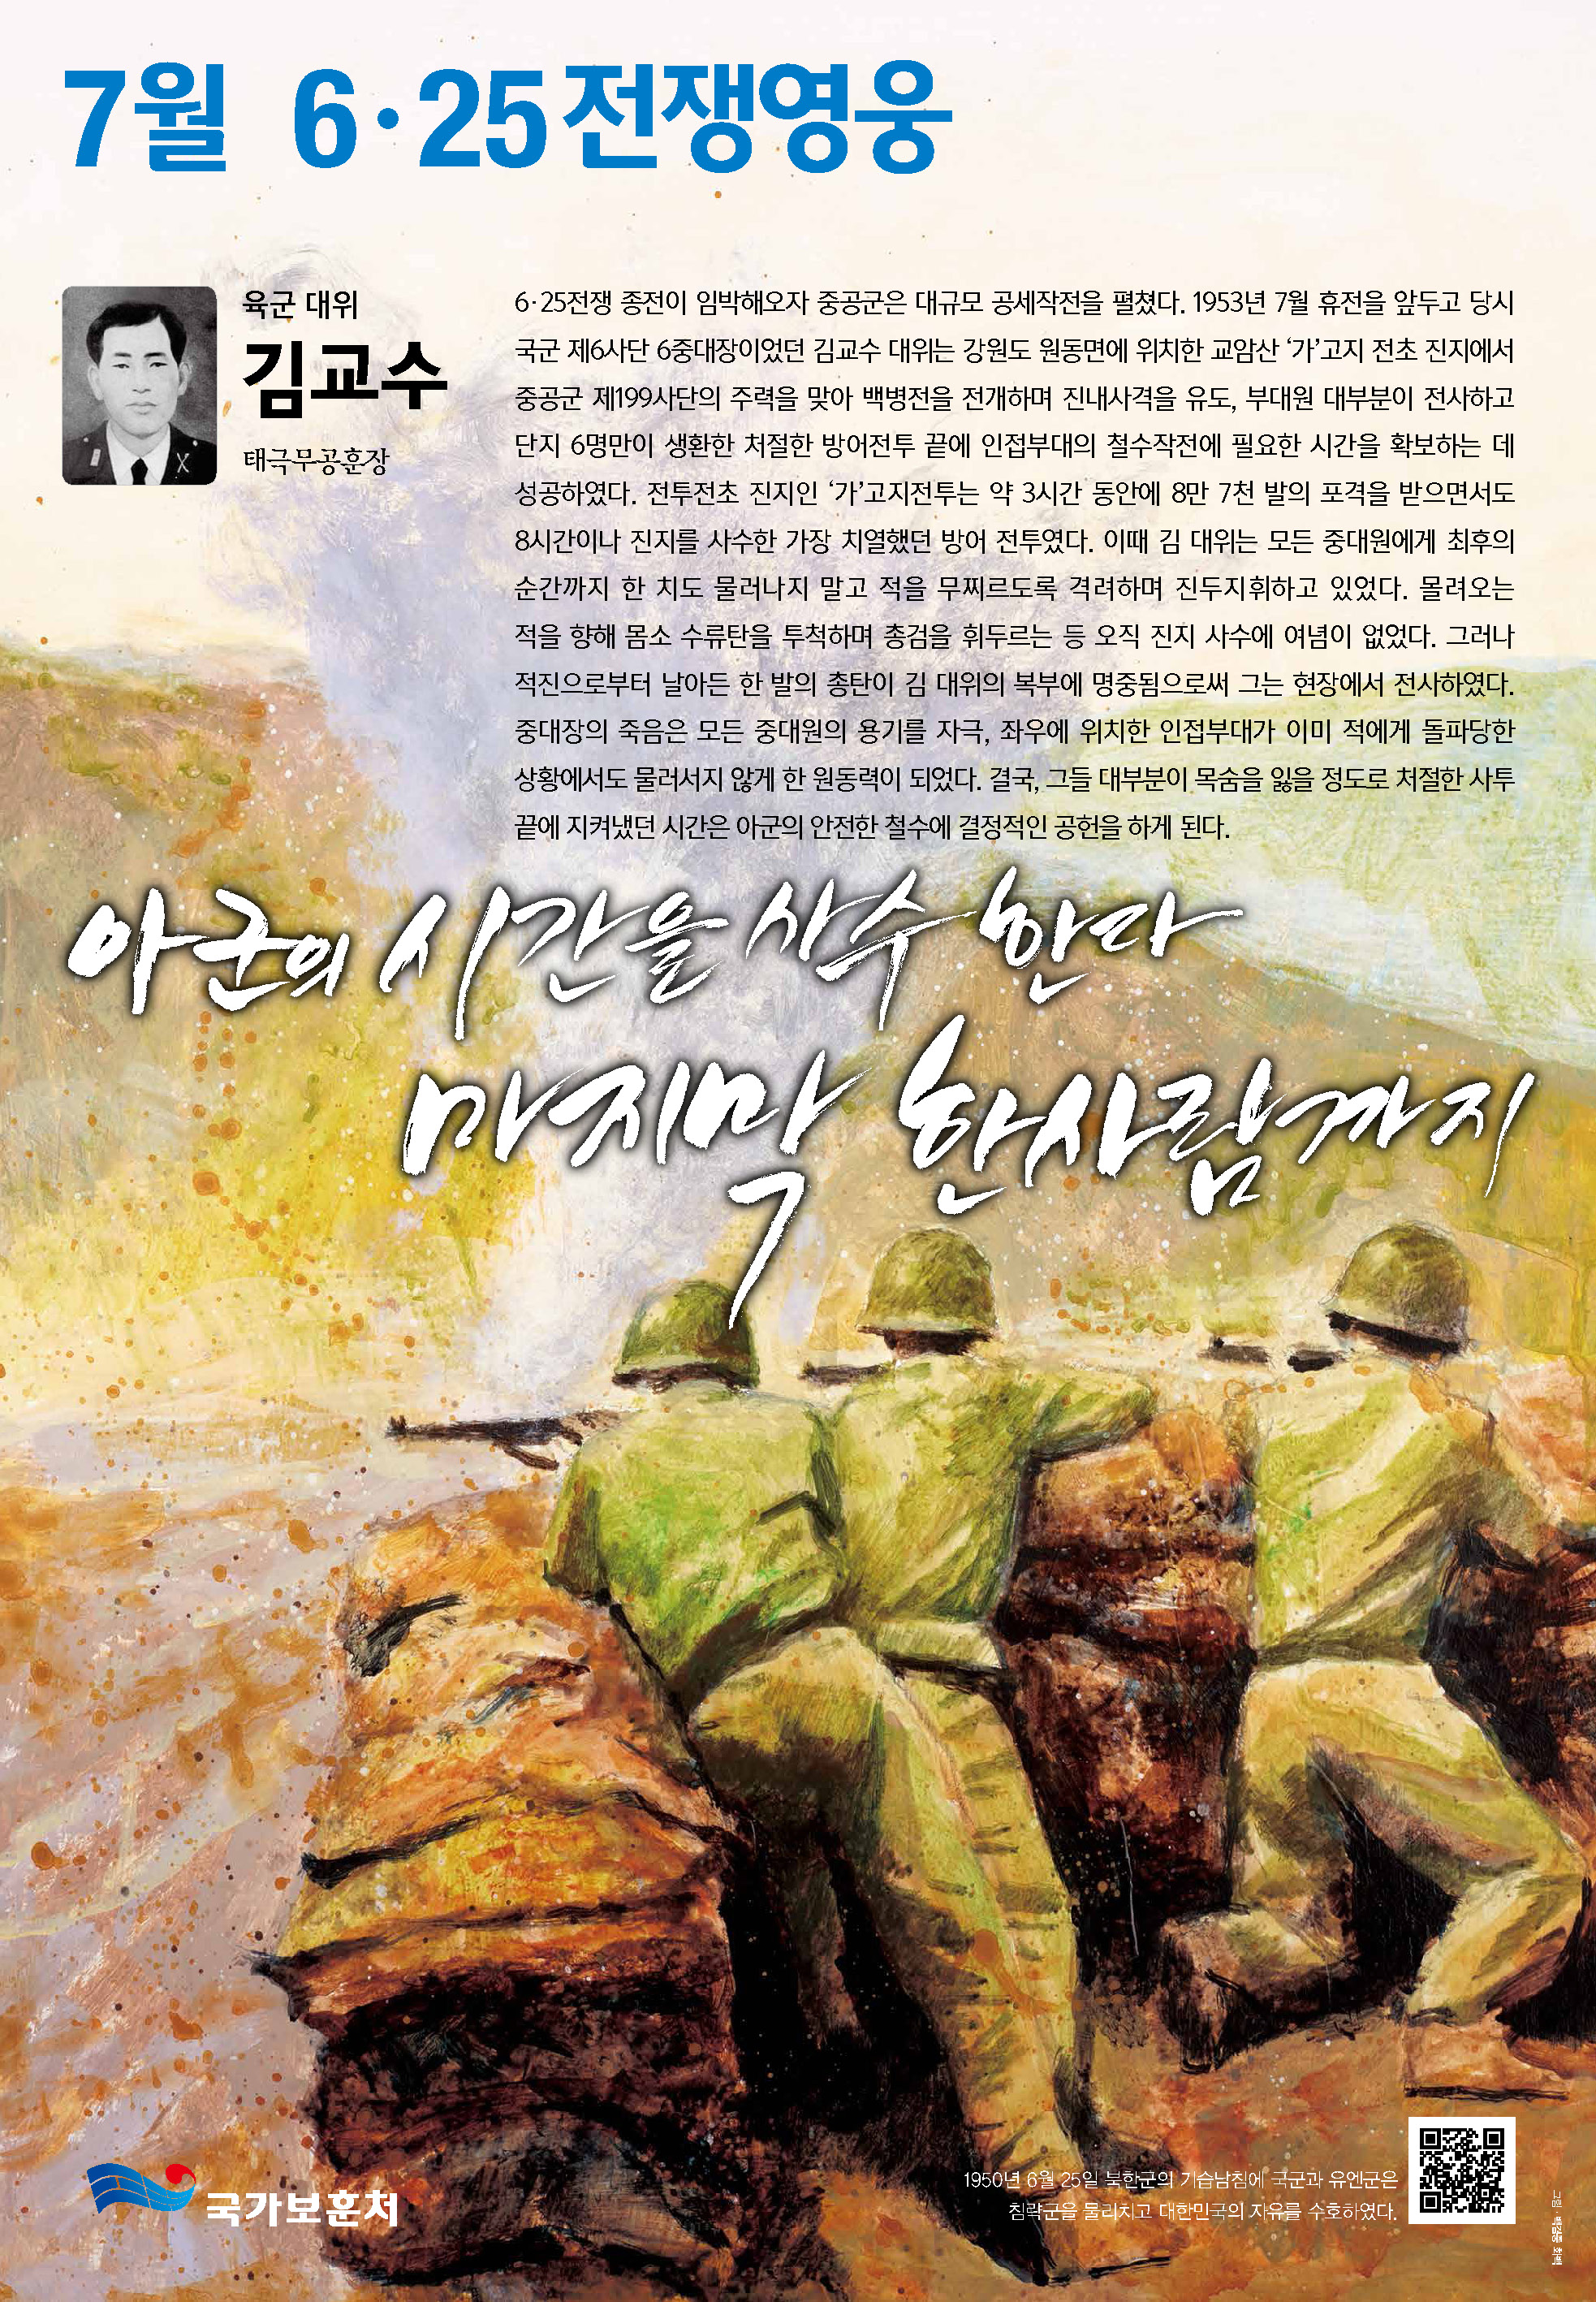 7월 6·25전쟁영웅
육군 대위
김교수
태극무공훈장
6·25전쟁 종전이 임박해오자 중공군은 대규모 공세작전을 펼쳤다. 1953년 7월 휴전을 앞두고 당시
국군 제6사단 6중대장이었던 김교수 대위는 강원도 원동면에 위치한 교암산 ‘가’고지 전초 진지에서
중공군 제199사단의 주력을 맞아 백병전을 전개하며 진내사격을 유도, 부대원 대부분이 전사하고
단지 6명만이 생환한 처절한 방어전투 끝에 인접부대의 철수작전에 필요한 시간을 확보하는 데
성공하였다. 전투전초 진지인 ‘가’고지전투는 약 3시간 동안에 8만 7천 발의 포격을 받으면서도
8시간이나 진지를 사수한 가장 치열했던 방어 전투였다. 이때 김 대위는 모든 중대원에게 최후의
순간까지 한 치도 물러나지 말고 적을 무찌르도록 격려하며 진두지휘하고 있었다. 몰려오는
적을 향해 몸소 수류탄을 투척하며 총검을 휘두르는 등 오직 진지 사수에 여념이 없었다. 그러나
적진으로부터 날아든 한 발의 총탄이 김 대위의 복부에 명중됨으로써 그는 현장에서 전사하였다.
중대장의 죽음은 모든 중대원의 용기를 자극, 좌우에 위치한 인접부대가 이미 적에게 돌파당한
상황에서도 물러서지 않게 한 원동력이 되었다. 결국, 그들 대부분이 목숨을 잃을 정도로 처절한 사투
끝에 지켜냈던 시간은 아군의 안전한 철수에 결정적인 공헌을 하게 된다.
아군의 시간을 사수 한다
마지막 한사람까지
국가보훈처
1950년 6월 25일 북한군의 기습남침에 국군과 유엔군은
침략군을 물리치고 대한민국의 자유를 수호하였다.
그림
화백